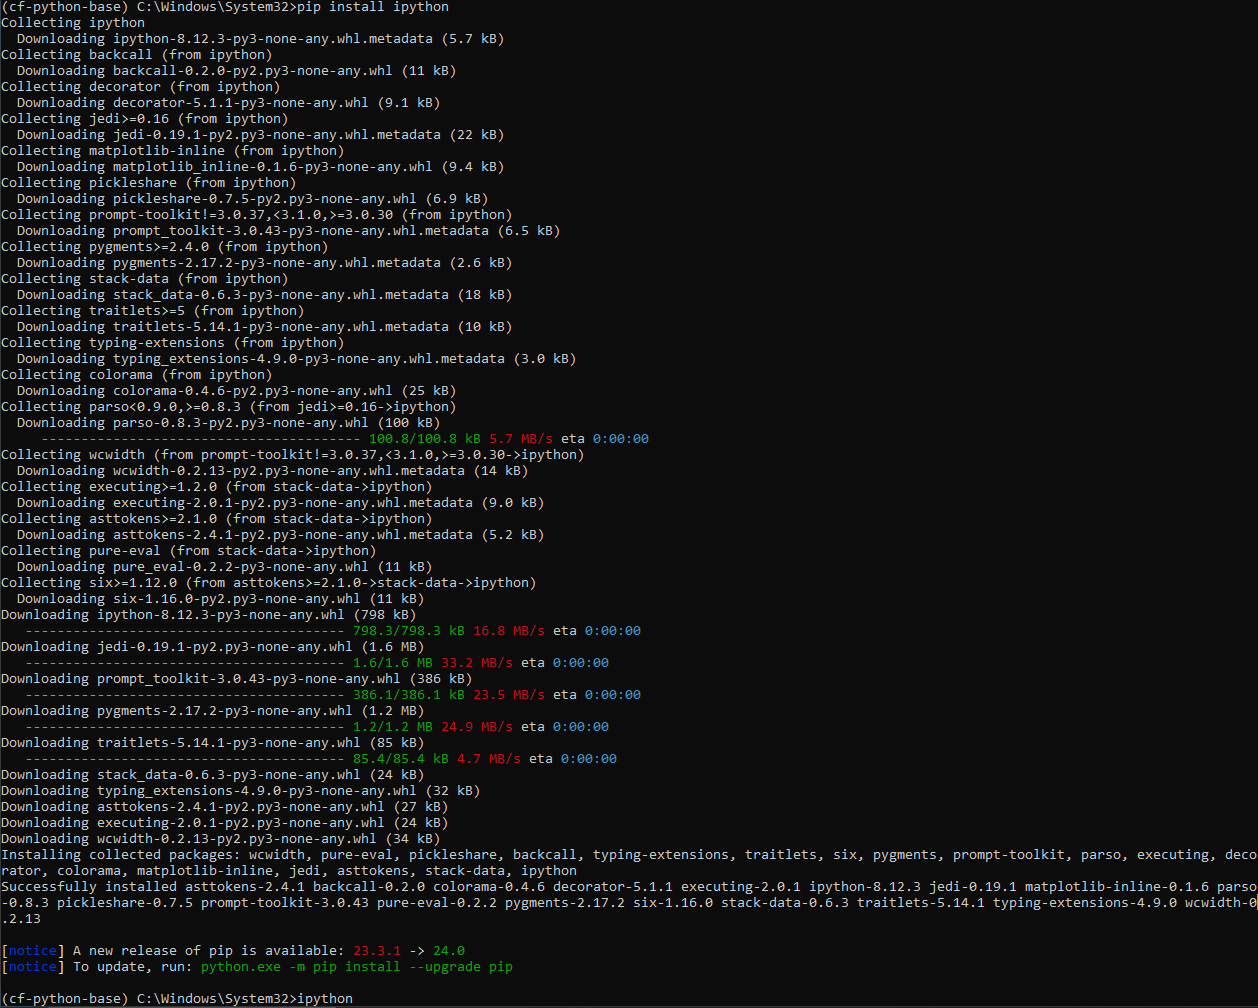 (cf-python-base) C:\Windows\System32>pip install ipython
Collecting ipython
  Downloading ipython-8.12.3-py3-none-any.whl.metadata (5.7 kB)
Collecting backcall (from ipython)
  Downloading backcall-0.2.0-py2.py3-none-any.whl (11 kB)
Collecting decorator (from ipython)
  Downloading decorator-5.1.1-py3-none-any.whl (9.1 kB)
Collecting jedi>=0.16 (from ipython)
  Downloading jedi-0.19.1-py2.py3-none-any.whl.metadata (22 kB)
Collecting matplotlib-inline (from ipython)
  Downloading matplotlib_inline-0.1.6-py3-none-any.whl (9.4 kB)
Collecting pickleshare (from ipython)
  Downloading pickleshare-0.7.5-py2.py3-none-any.whl (6.9 kB)
Collecting prompt-toolkit!=3.0.37,<3.1.0,>=3.0.30 (from ipython)
  Downloading prompt_toolkit-3.0.43-py3-none-any.whl.metadata (6.5 kB)
Collecting pygments>=2.4.0 (from ipython)
  Downloading pygments-2.17.2-py3-none-any.whl.metadata (2.6 kB)
Collecting stack-data (from ipython)
  Downloading stack_data-0.6.3-py3-none-any.whl.metadata (18 kB)
Collecting traitlets>=5 (from ipython)
  Downloading traitlets-5.14.1-py3-none-any.whl.metadata (10 kB)
Collecting typing-extensions (from ipython)
  Downloading typing_extensions-4.9.0-py3-none-any.whl.metadata (3.0 kB)
Collecting colorama (from ipython)
  Downloading colorama-0.4.6-py2.py3-none-any.whl (25 kB)
Collecting parso<0.9.0,>=0.8.3 (from jedi>=0.16->ipython)
  Downloading parso-0.8.3-py2.py3-none-any.whl (100 kB)
     ---------------------------------------- 100.8/100.8 kB 5.7 MB/s eta 0:00:00
Collecting wcwidth (from prompt-toolkit!=3.0.37,<3.1.0,>=3.0.30->ipython)
  Downloading wcwidth-0.2.13-py2.py3-none-any.whl.metadata (14 kB)
Collecting executing>=1.2.0 (from stack-data->ipython)
  Downloading executing-2.0.1-py2.py3-none-any.whl.metadata (9.0 kB)
Collecting asttokens>=2.1.0 (from stack-data->ipython)
  Downloading asttokens-2.4.1-py2.py3-none-any.whl.metadata (5.2 kB)
Collecting pure-eval (from stack-data->ipython)
  Downloading pure_eval-0.2.2-py3-none-any.whl (11 kB)
Collecting six>=1.12.0 (from asttokens>=2.1.0->stack-data->ipython)
  Downloading six-1.16.0-py2.py3-none-any.whl (11 kB)
Downloading ipython-8.12.3-py3-none-any.whl (798 kB)
   ---------------------------------------- 798.3/798.3 kB 16.8 MB/s eta 0:00:00
Downloading jedi-0.19.1-py2.py3-none-any.whl (1.6 MB)
   ---------------------------------------- 1.6/1.6 MB 33.2 MB/s eta 0:00:00
Downloading prompt_toolkit-3.0.43-py3-none-any.whl (386 kB)
   ---------------------------------------- 386.1/386.1 kB 23.5 MB/s eta 0:00:00
Downloading pygments-2.17.2-py3-none-any.whl (1.2 MB)
   ---------------------------------------- 1.2/1.2 MB 24.9 MB/s eta 0:00:00
Downloading traitlets-5.14.1-py3-none-any.whl (85 kB)
   ---------------------------------------- 85.4/85.4 kB 4.7 MB/s eta 0:00:00
Downloading stack_data-0.6.3-py3-none-any.whl (24 kB)
Downloading typing_extensions-4.9.0-py3-none-any.whl (32 kB)
Downloading asttokens-2.4.1-py2.py3-none-any.whl (27 kB)
Downloading executing-2.0.1-py2.py3-none-any.whl (24 kB)
Downloading wcwidth-0.2.13-py2.py3-none-any.whl (34 kB)
Installing collected packages: wcwidth, pure-eval, pickleshare, backcall, typing-extensions, traitlets, six, pygments, prompt-toolkit, parso, executing, deco
rator, colorama, matplotlib-inline, jedi, asttokens, stack-data, ipython
Successfully installed asttokens-2.4.1 backcall-0.2.0 colorama-0.4.6 decorator-5.1.1 executing-2.0.1 ipython-8.12.3 jedi-0.19.1 matplotlib-inline-0.1.6 parso
-0.8.3 pickleshare-0.7.5 prompt-toolkit-3.0.43 pure-eval-0.2.2 pygments-2.17.2 six-1.16.0 stack-data-0.6.3 traitlets-5.14.1 typing-extensions-4.9.0 wcwidth-0
.2.13

[notice] A new release of pip is available: 23.3.1 -> 24.0
[notice] To update, run: python.exe -m pip install --upgrade pip

(cf-python-base) C:\Windows\System32>ipython